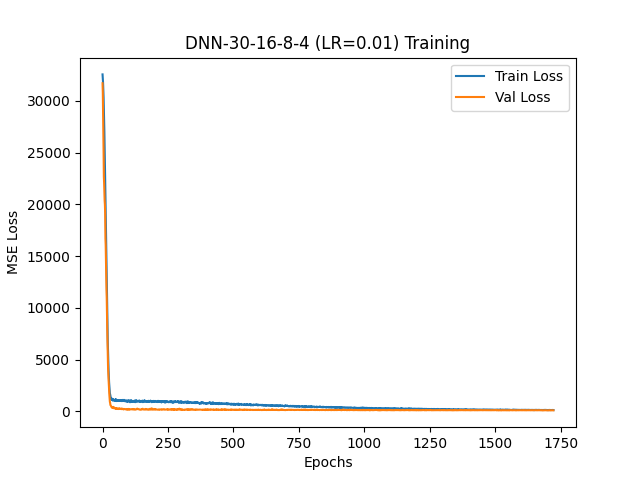 DNN-30-16-8-4 (LR=0.01) Training
Train Loss
Val Loss
MSE Loss
30000
25000
20000
15000
10000
5000
0
0 250 500 750 1000 1250 1500 1750
Epochs